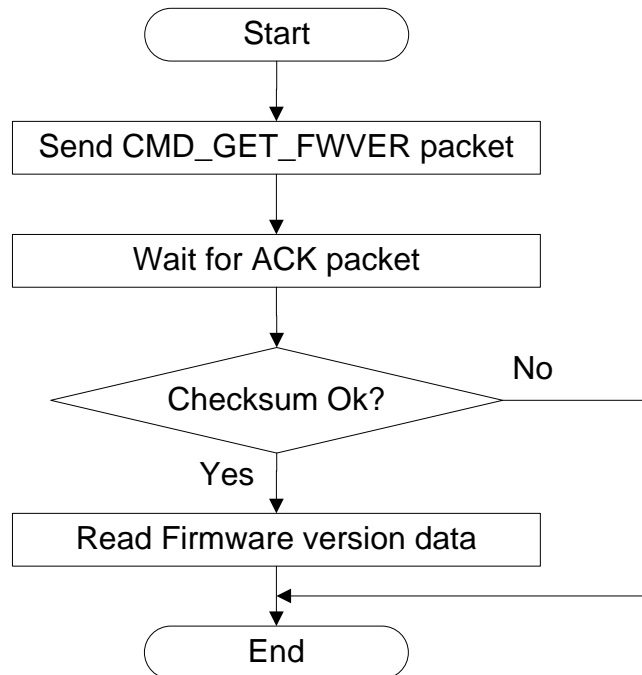 Start
Send CMD_GET_FWVER packet
Wait for ACK packet
Checksum Ok?
No
Yes
Read Firmware version data
End